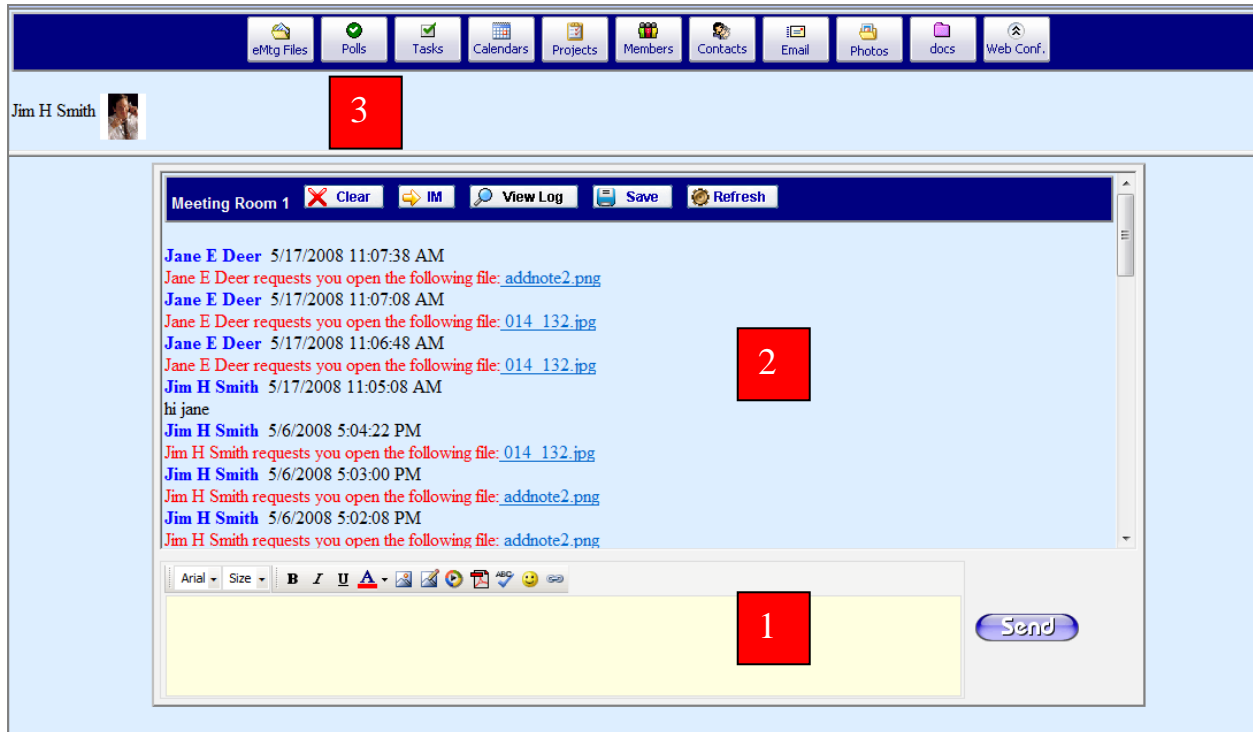 eMtg Files Polls Tasks Calendars Projects Members Contacts Email Photos docs Web Conf.
Jim H Smith
3
Meeting Room 1 Clear IM View Log Save Refresh
Jane E Deer 5/17/2008 11:07:38 AM
Jane E Deer requests you open the following file: addnote2.png
Jane E Deer 5/17/2008 11:07:08 AM
Jane E Deer requests you open the following file: 014_132.jpg
Jane E Deer 5/17/2008 11:06:48 AM
Jane E Deer requests you open the following file: 014_132.jpg
2
Jim H Smith 5/17/2008 11:05:08 AM
hi jane
Jim H Smith 5/6/2008 5:04:22 PM
Jim H Smith requests you open the following file: 014_132.jpg
Jim H Smith 5/6/2008 5:03:00 PM
Jim H Smith requests you open the following file: addnote2.png
Jim H Smith 5/6/2008 5:02:08 PM
Jim H Smith requests you open the following file: addnote2.png
Arial Size B I U A ABC
1
Send